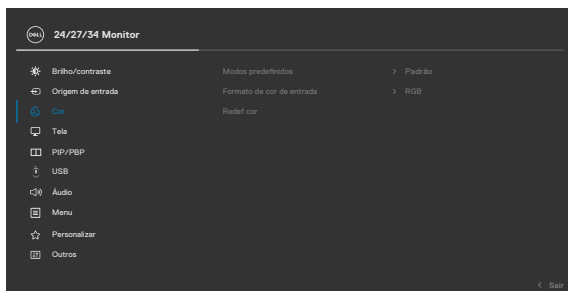 DELL 24/27/34 Monitor
Brilho/contraste Modos predefinidos > Padrão
Origem de entrada Formato de cor de entrada > RGB
Cor Redef cor
Tela
PIP/PBP
USB
Áudio
Menu
Personalizar
Outros
< Sair